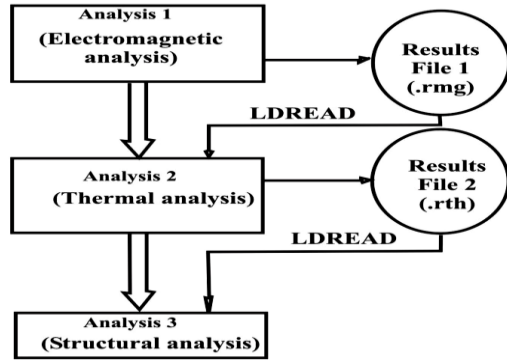 Analysis 1
(Electromagnetic
analysis)
Results
File 1
(.rmg)
LDREAD
Analysis 2
(Thermal analysis)
Results
File 2
(.rth)
LDREAD
Analysis 3
(Structural analysis)